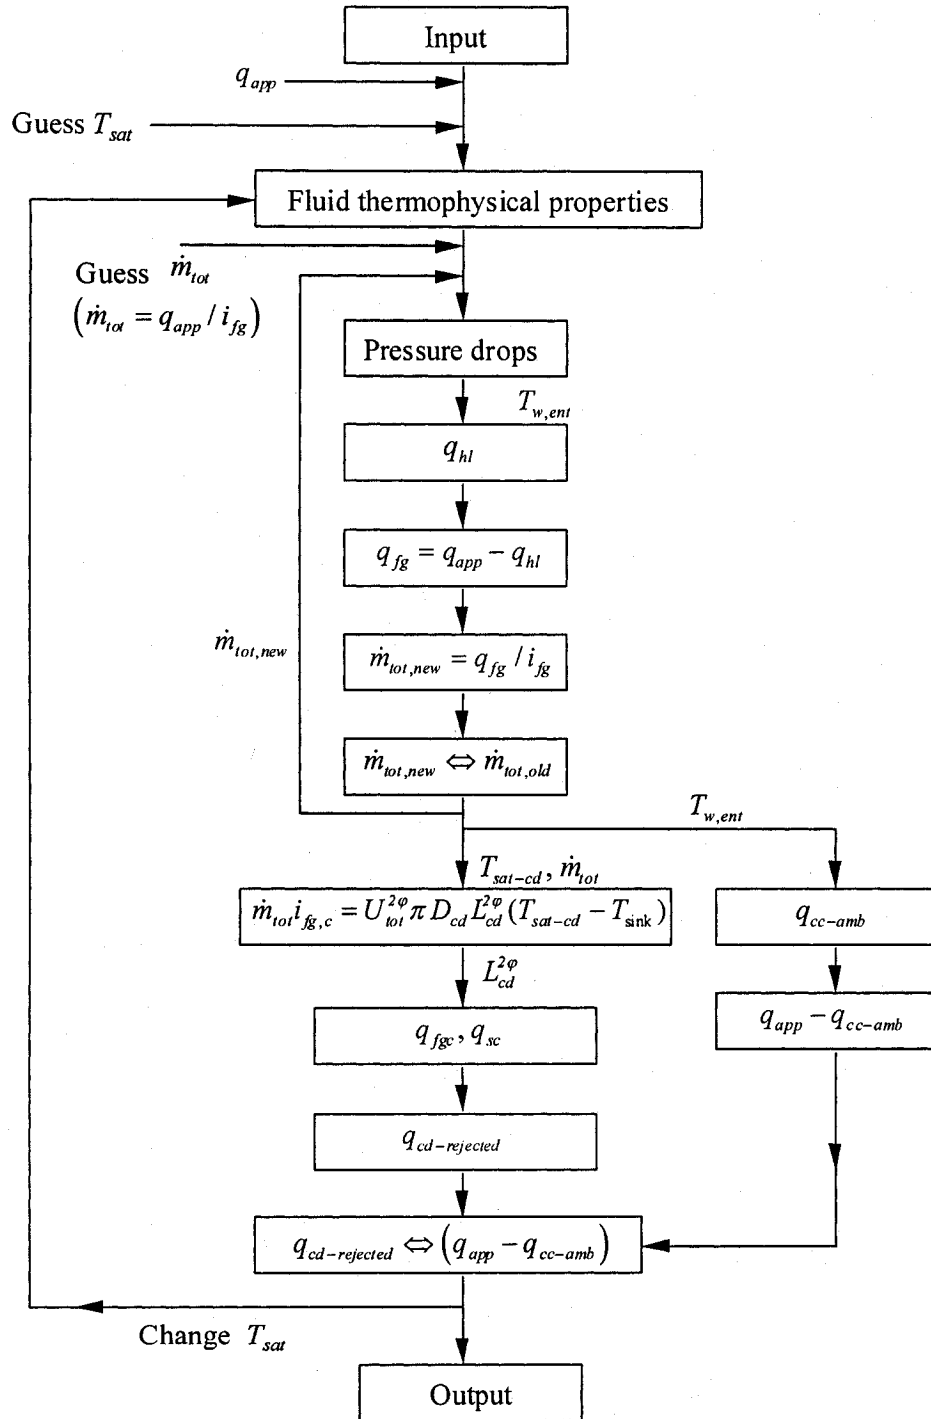 Input
q_app
Guess T_sat
Fluid thermophysical properties
Guess ṁ_tot
(ṁ_tot = q_app / i_fg)
Pressure drops
T_w,ent
q_hl
q_fg = q_app − q_hl
ṁ_tot,new
ṁ_tot,new = q_fg / i_fg
ṁ_tot,new ⇔ ṁ_tot,old
T_w,ent
T_sat−cd, ṁ_tot
ṁ_tot i_fg,c = U_tot^2φ π D_cd L_cd^2φ (T_sat−cd − T_sink)
q_cc−amb
L_cd^2φ
q_app − q_cc−amb
q_fgc, q_sc
q_cd−rejected
q_cd−rejected ⇔ (q_app − q_cc−amb)
Change T_sat
Output